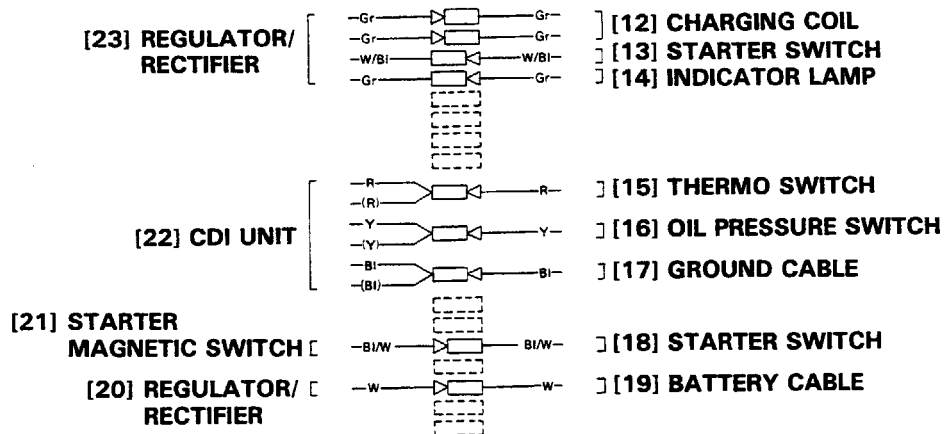 —Gr— —Gr— [12] CHARGING COIL
[23] REGULATOR/ —Gr— —Gr—
RECTIFIER —W/Bl— —W/Bl— [13] STARTER SWITCH
—Gr— —Gr— [14] INDICATOR LAMP
—R— —R— [15] THERMO SWITCH
—(R)—
[22] CDI UNIT —Y— —Y— [16] OIL PRESSURE SWITCH
—(Y)—
—Bl— —Bl— [17] GROUND CABLE
—(Bl)—
[21] STARTER
MAGNETIC SWITCH —Bl/W— —Bl/W— [18] STARTER SWITCH
[20] REGULATOR/ —W— —W— [19] BATTERY CABLE
RECTIFIER